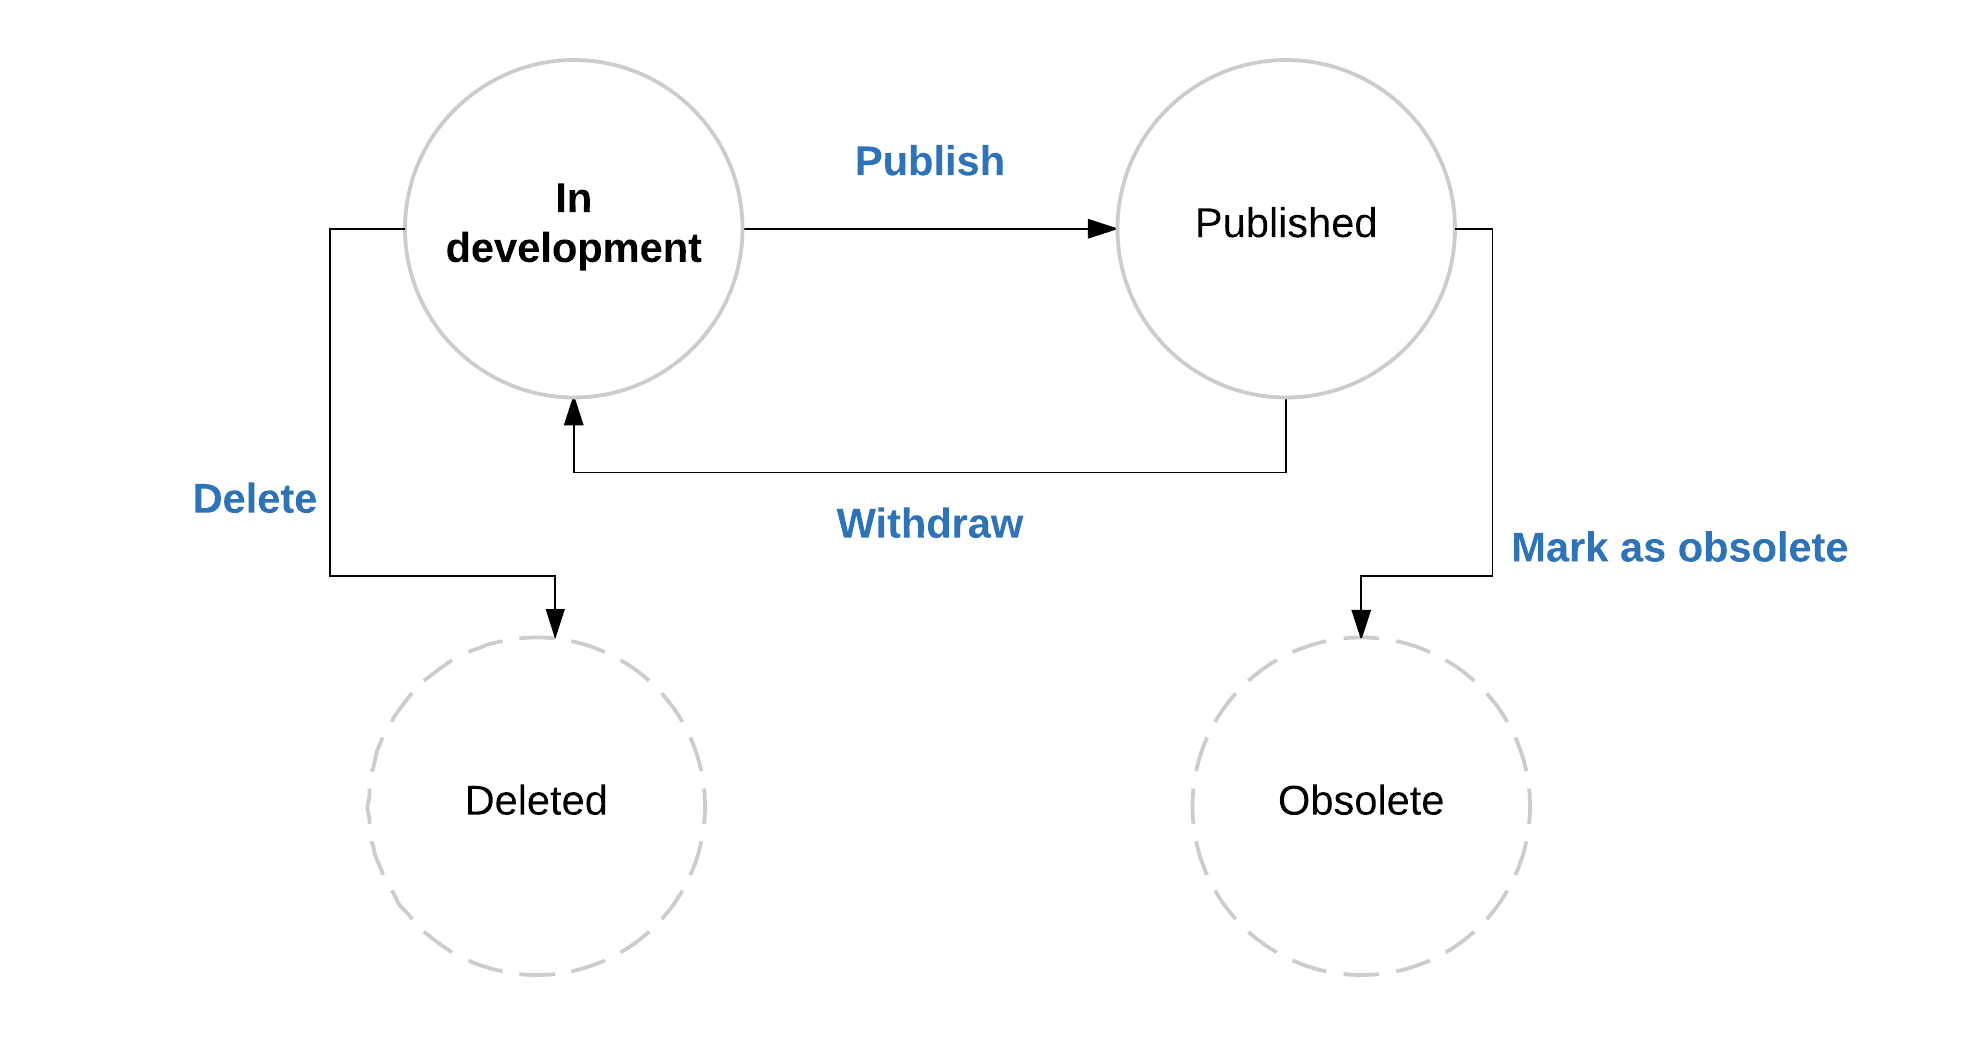 Publish
In
development
Published
Delete
Withdraw
Mark as obsolete
Deleted
Obsolete